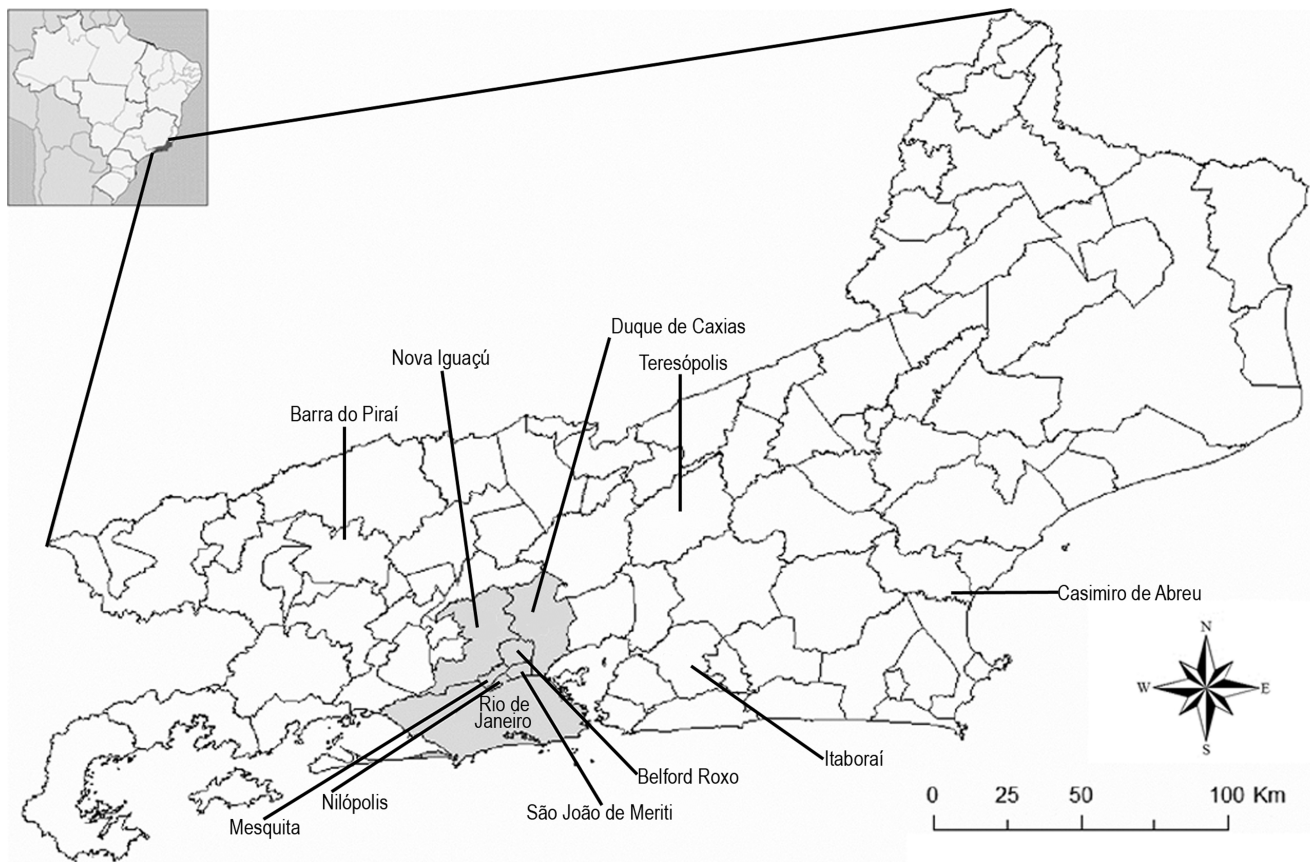 Duque de Caxias
Nova Iguaçú
Teresópolis
Barra do Piraí
Casimiro de Abreu
N
W
E
S
Rio de
Janeiro
Itaboraí
Belford Roxo
Nilópolis
São João de Meriti
Mesquita
0 25 50 100 Km